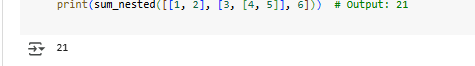 print(sum_nested([[1, 2], [3, [4, 5]], 6]))  # Output: 21
21